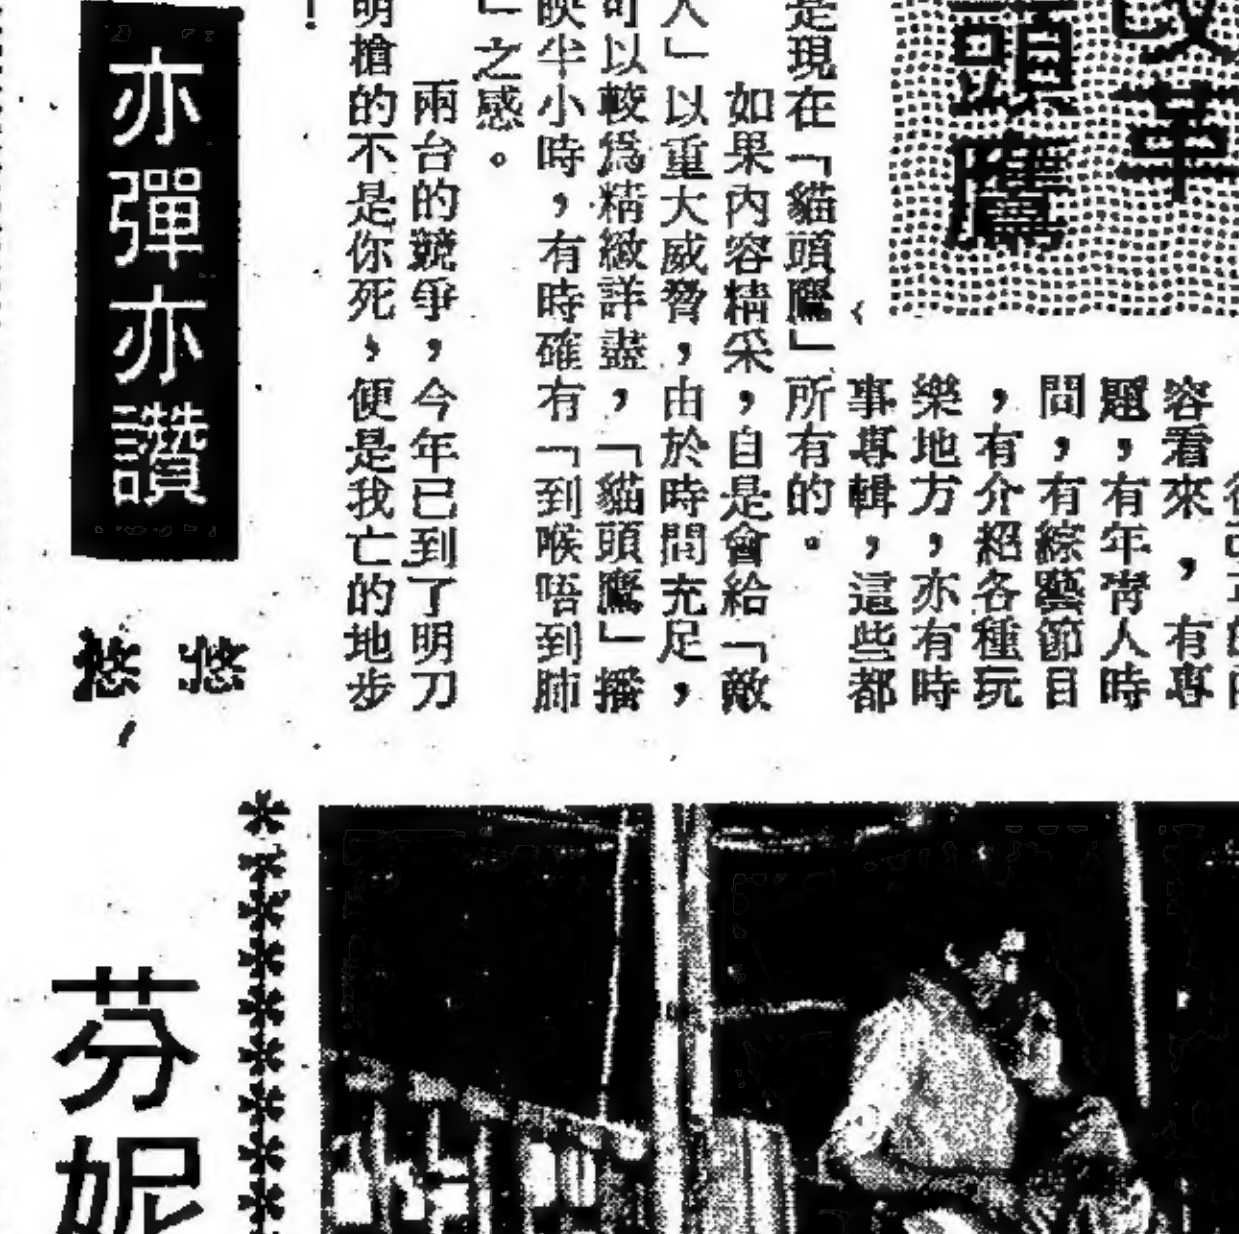 改革
頭鷹
容看來，有專
題，有年青人時
間，有綜藝節目
，有介紹各種玩
樂地方，亦有時
事專輯，這些都
是現在「貓頭鷹」所有的。
如果內容精采，自是會給「敵
人」以重大威脅，由於時間充足，
可以較為精緻詳盡，「貓頭鷹」播
映半小時，有時確有「到喉唔到肺
」之感。
兩台的競爭，今年已到了明刀
明槍的不是你死，便是我亡的地步
！
亦彈亦讚
悠悠
芬妮